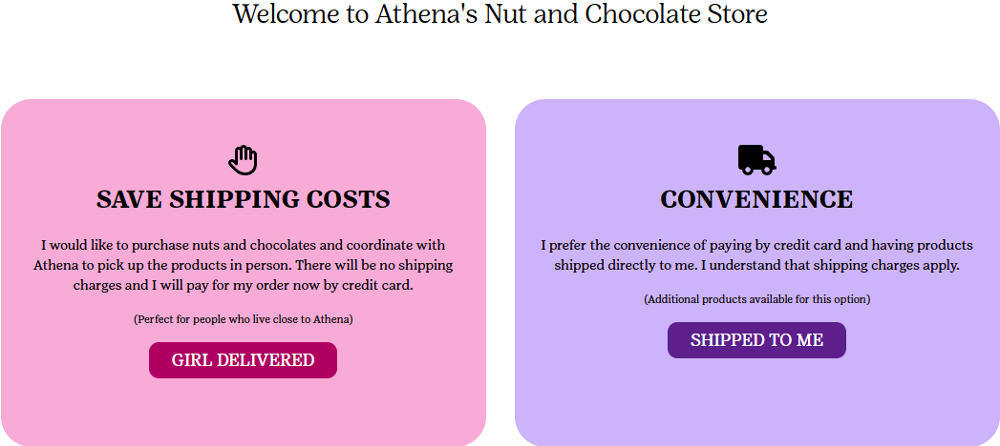 Welcome to Athena's Nut and Chocolate Store
SAVE SHIPPING COSTS
I would like to purchase nuts and chocolates and coordinate with
Athena to pick up the products in person. There will be no shipping
charges and I will pay for my order now by credit card.
(Perfect for people who live close to Athena)
GIRL DELIVERED
CONVENIENCE
I prefer the convenience of paying by credit card and having products
shipped directly to me. I understand that shipping charges apply.
(Additional products available for this option)
SHIPPED TO ME